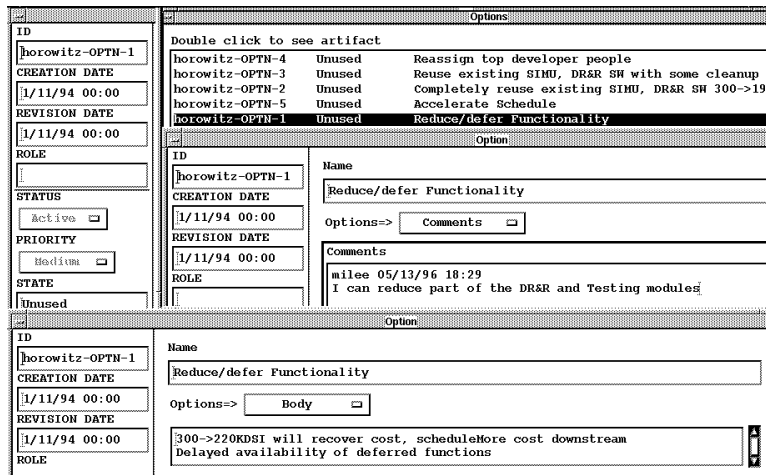 Options
ID
horowitz-OPTN-1
CREATION DATE
1/11/94 00:00
REVISION DATE
1/11/94 00:00
ROLE
STATUS
Active
PRIORITY
Medium
STATE
Unused
Double click to see artifact
horowitz-OPTN-4 Unused Reassign top developer people
horowitz-OPTN-3 Unused Reuse existing SIMU, DR&R SW with some cleanup
horowitz-OPTN-2 Unused Completely reuse existing SIMU, DR&R SW 300->19
horowitz-OPTN-5 Unused Accelerate Schedule
horowitz-OPTN-1 Unused Reduce/defer Functionality
Option
ID
horowitz-OPTN-1
CREATION DATE
1/11/94 00:00
REVISION DATE
1/11/94 00:00
ROLE
Name
Reduce/defer Functionality
Options=> Comments
Comments
milee 05/13/96 18:29
I can reduce part of the DR&R and Testing modules
Option
ID
horowitz-OPTN-1
CREATION DATE
1/11/94 00:00
REVISION DATE
1/11/94 00:00
ROLE
Name
Reduce/defer Functionality
Options=> Body
300->220KDSI will recover cost, scheduleMore cost downstream
Delayed availability of deferred functions